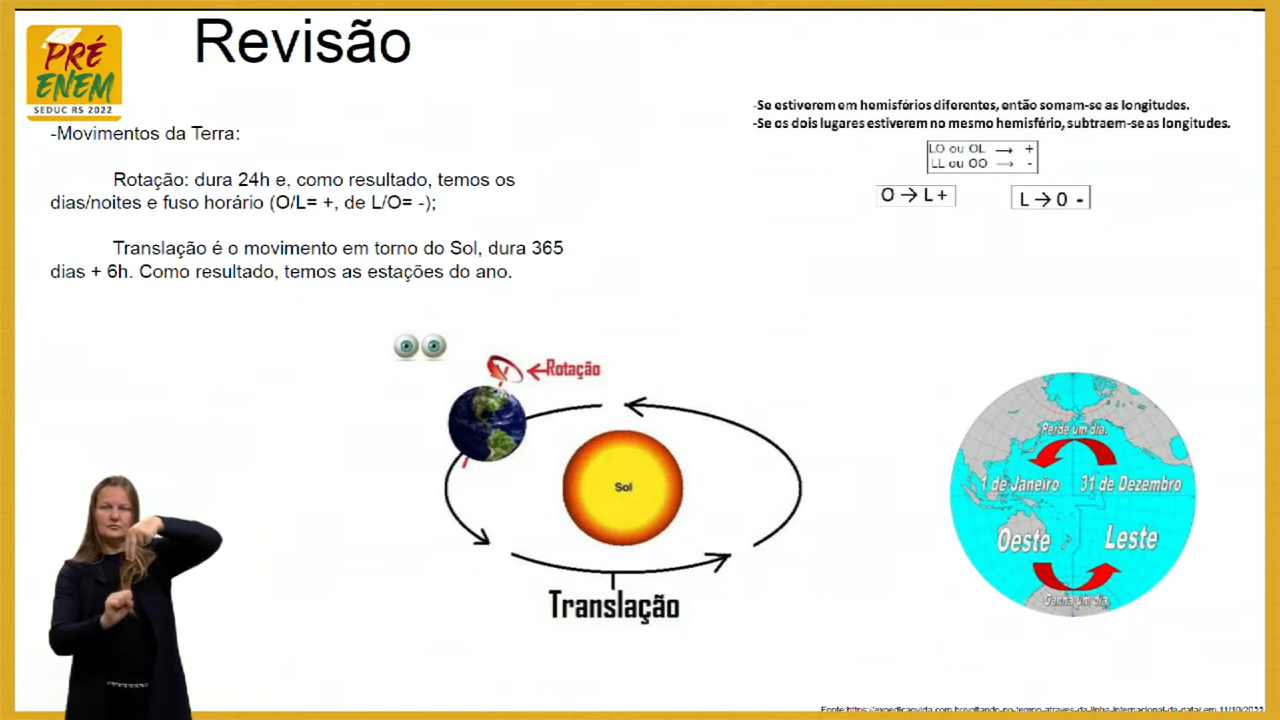 Revisão
PRÉ
ENEM
SEDUC RS 2022
-Movimentos da Terra:
Rotação: dura 24h e, como resultado, temos os
dias/noites e fuso horário (O/L= +, de L/O= -);
Translação é o movimento em torno do Sol, dura 365
dias + 6h. Como resultado, temos as estações do ano.
-Se estiverem em hemisférios diferentes, então somam-se as longitudes.
-Se os dois lugares estiverem no mesmo hemisfério, subtraem-se as longitudes.
LO ou OL → +
LL ou OO → -
O → L +
L → O -
← Rotação
Sol
Translação
Perde um dia.
1 de Janeiro 31 de Dezembro
Oeste Leste
Ganha um dia.
em 11/10/2022